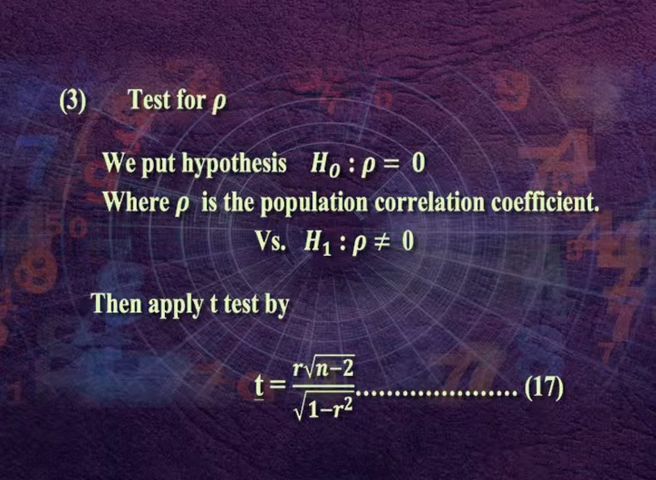 (3) Test for ρ
We put hypothesis H₀ : ρ = 0
Where ρ is the population correlation coefficient.
Vs. H₁ : ρ ≠ 0
Then apply t test by
t = r√n−2 / √1−r² ..................... (17)